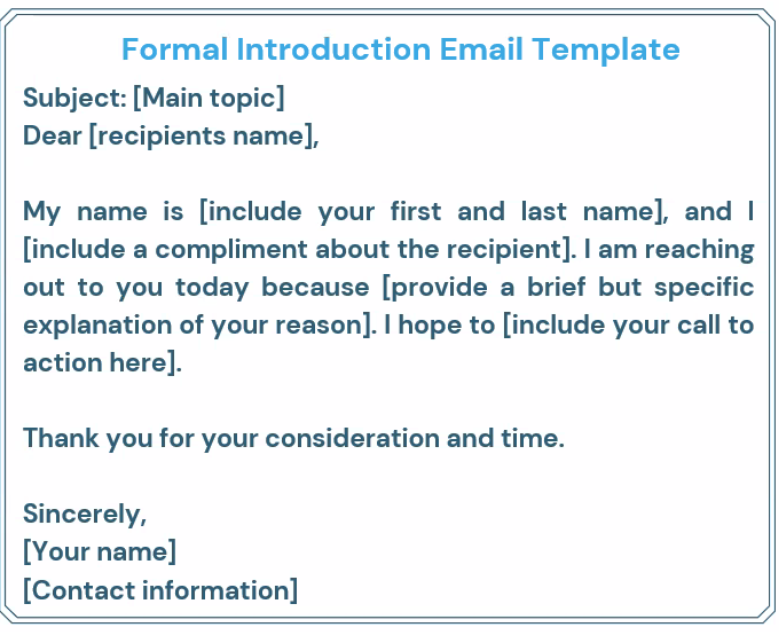 Formal Introduction Email Template
Subject: [Main topic]
Dear [recipients name],
My name is [include your first and last name], and I
[include a compliment about the recipient]. I am reaching
out to you today because [provide a brief but specific
explanation of your reason]. I hope to [include your call to
action here].
Thank you for your consideration and time.
Sincerely,
[Your name]
[Contact information]